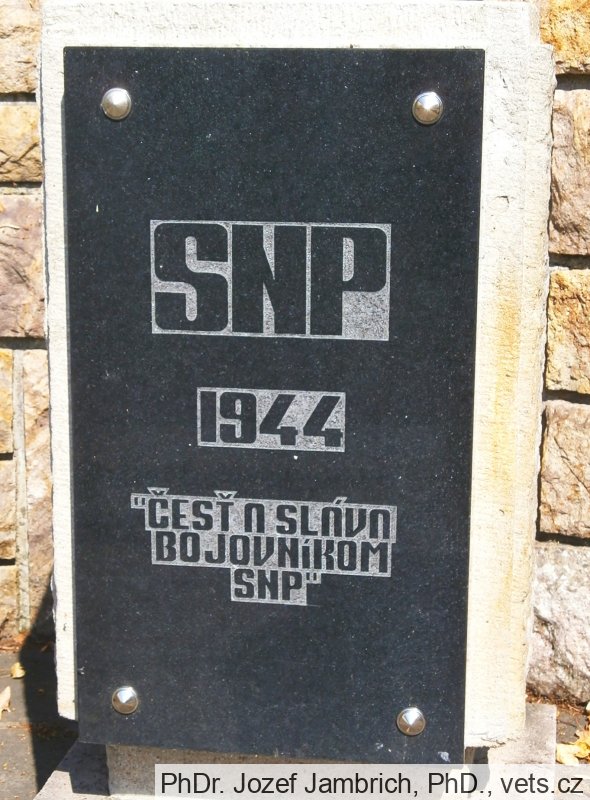 SNP
1944
"ČESŤ A SLÁVA
BOJOVNÍKOM
SNP"
PhDr. Jozef Jambrich, PhD., vets.cz